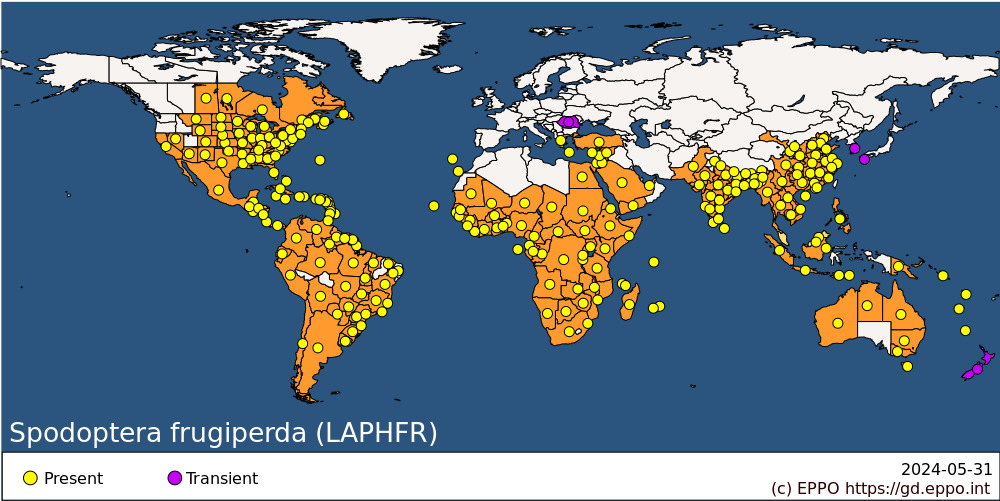 Spodoptera frugiperda (LAPHFR)
Present
Transient
2024-05-31
(c) EPPO https://gd.eppo.int